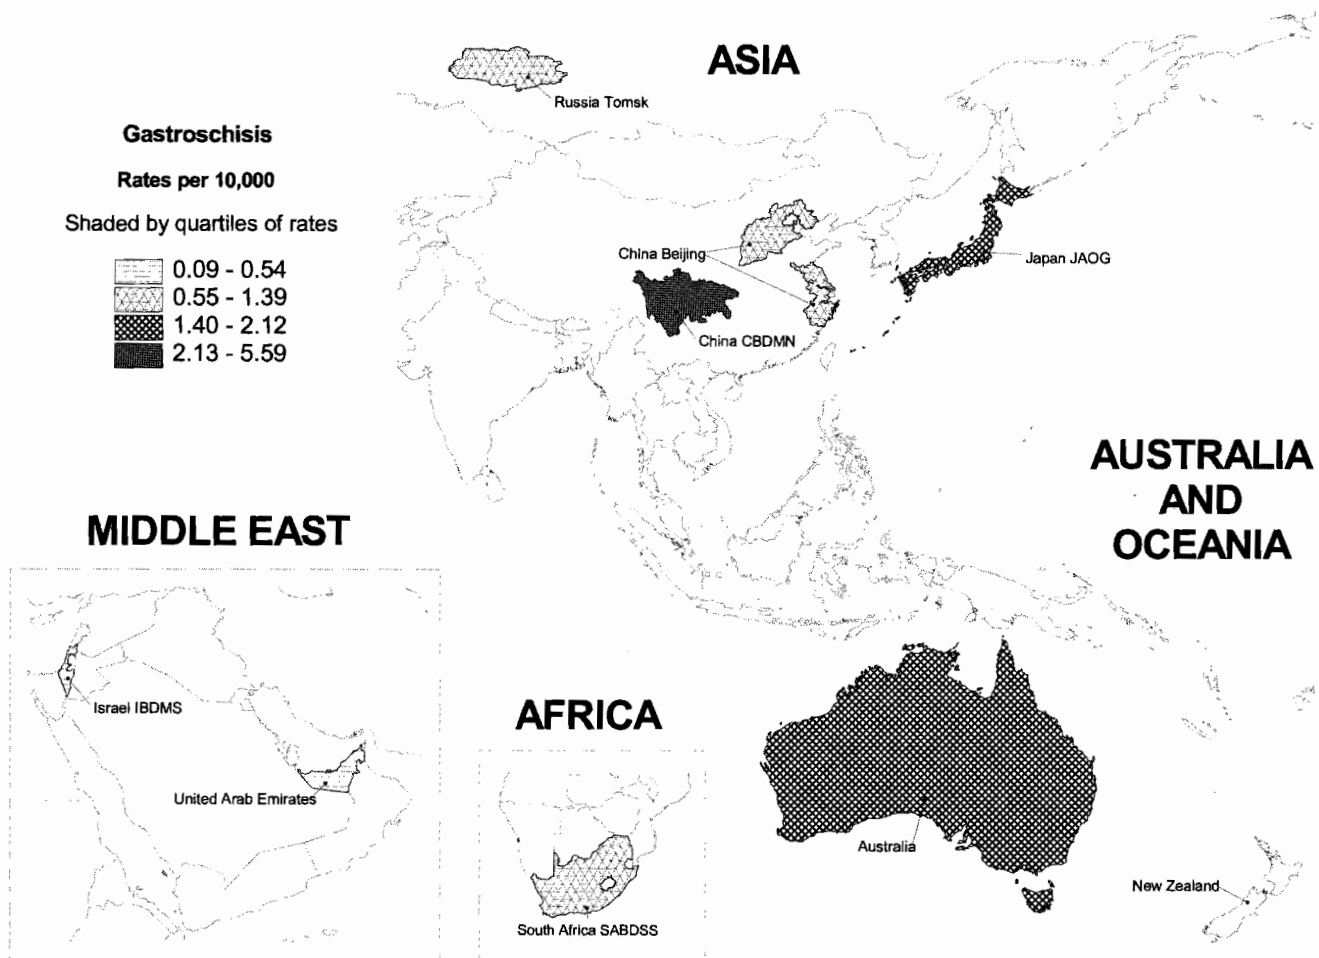 ASIA
Russia Tomsk
Gastroschisis
Rates per 10,000
Shaded by quartiles of rates
0.09 - 0.54
0.55 - 1.39
1.40 - 2.12
2.13 - 5.59
China Beijing
Japan JAOG
China CBDMN
AUSTRALIA
AND
OCEANIA
MIDDLE EAST
Israel IBDMS
United Arab Emirates
AFRICA
South Africa SABDSS
Australia
New Zealand